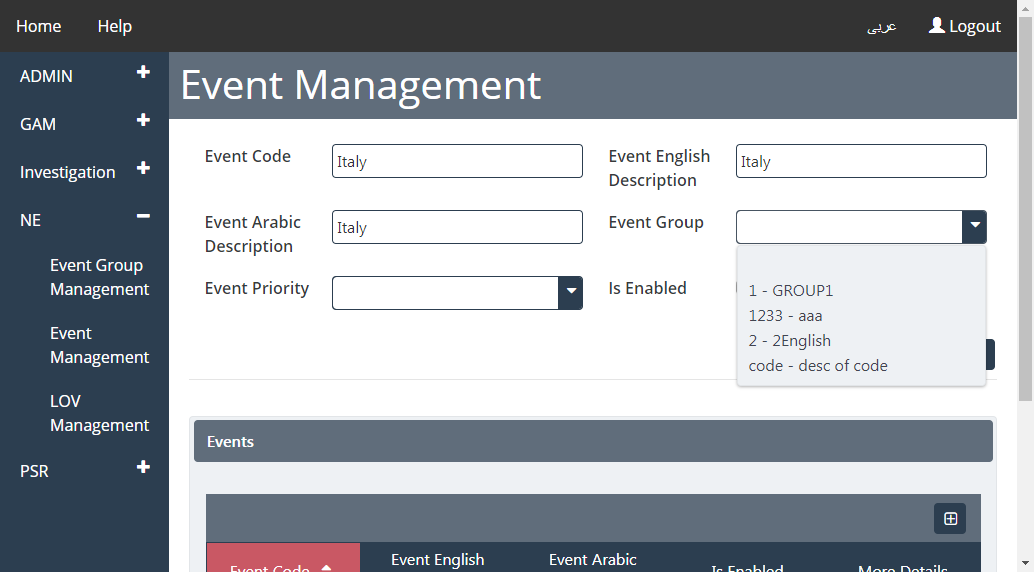 Home Help عربى Logout
ADMIN
GAM
Investigation
NE
Event Group
Management
Event
Management
LOV
Management
PSR
Event Management
Event Code Italy Event English
Description Italy
Event Arabic
Description Italy Event Group
1 - GROUP1
1233 - aaa
2 - 2English
code - desc of code
Event Priority Is Enabled
Events
Event Code Event English Event Arabic Is Enabled More Details